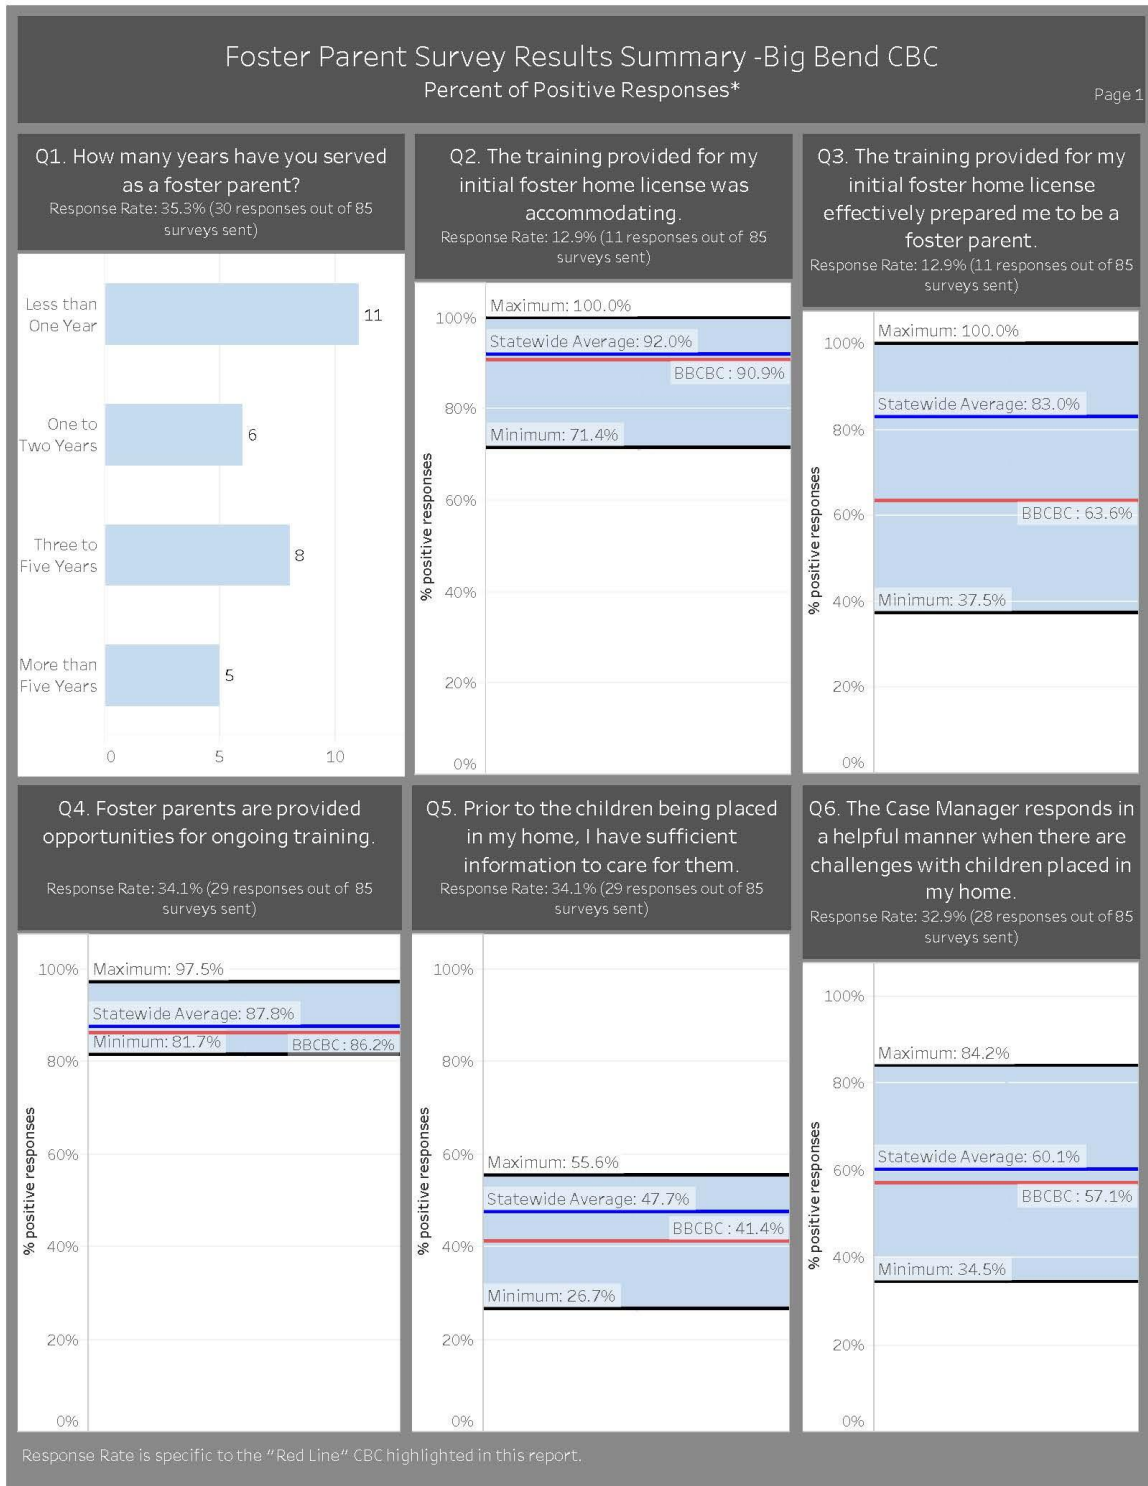 Foster Parent Survey Results Summary -Big Bend CBC
Percent of Positive Responses*
Page 1
Q1. How many years have you served
as a foster parent?
Response Rate: 35.3% (30 responses out of 85
surveys sent)
Less than
One Year
11
One to
Two Years
6
Three to
Five Years
8
More than
Five Years
5
0
5
10
Q2. The training provided for my
initial foster home license was
accommodating.
Response Rate: 12.9% (11 responses out of 85
surveys sent)
% positive responses
Maximum: 100.0%
100%
Statewide Average: 92.0%
BBCBC : 90.9%
80%
Minimum: 71.4%
60%
40%
20%
0%
Q3. The training provided for my
initial foster home license
effectively prepared me to be a
foster parent.
Response Rate: 12.9% (11 responses out of 85
surveys sent)
% positive responses
Maximum: 100.0%
100%
Statewide Average: 83.0%
80%
60%
BBCBC : 63.6%
40%
Minimum: 37.5%
20%
0%
Q4. Foster parents are provided
opportunities for ongoing training.
Response Rate: 34.1% (29 responses out of 85
surveys sent)
% positive responses
100%
Maximum: 97.5%
Statewide Average: 87.8%
Minimum: 81.7%
BBCBC : 86.2%
80%
60%
40%
20%
0%
Q5. Prior to the children being placed
in my home, I have sufficient
information to care for them.
Response Rate: 34.1% (29 responses out of 85
surveys sent)
% positive responses
100%
80%
60%
Maximum: 55.6%
Statewide Average: 47.7%
BBCBC : 41.4%
40%
Minimum: 26.7%
20%
0%
Q6. The Case Manager responds in
a helpful manner when there are
challenges with children placed in
my home.
Response Rate: 32.9% (28 responses out of 85
surveys sent)
% positive responses
100%
Maximum: 84.2%
80%
Statewide Average: 60.1%
60%
BBCBC : 57.1%
40%
Minimum: 34.5%
20%
0%
Response Rate is specific to the "Red Line" CBC highlighted in this report.